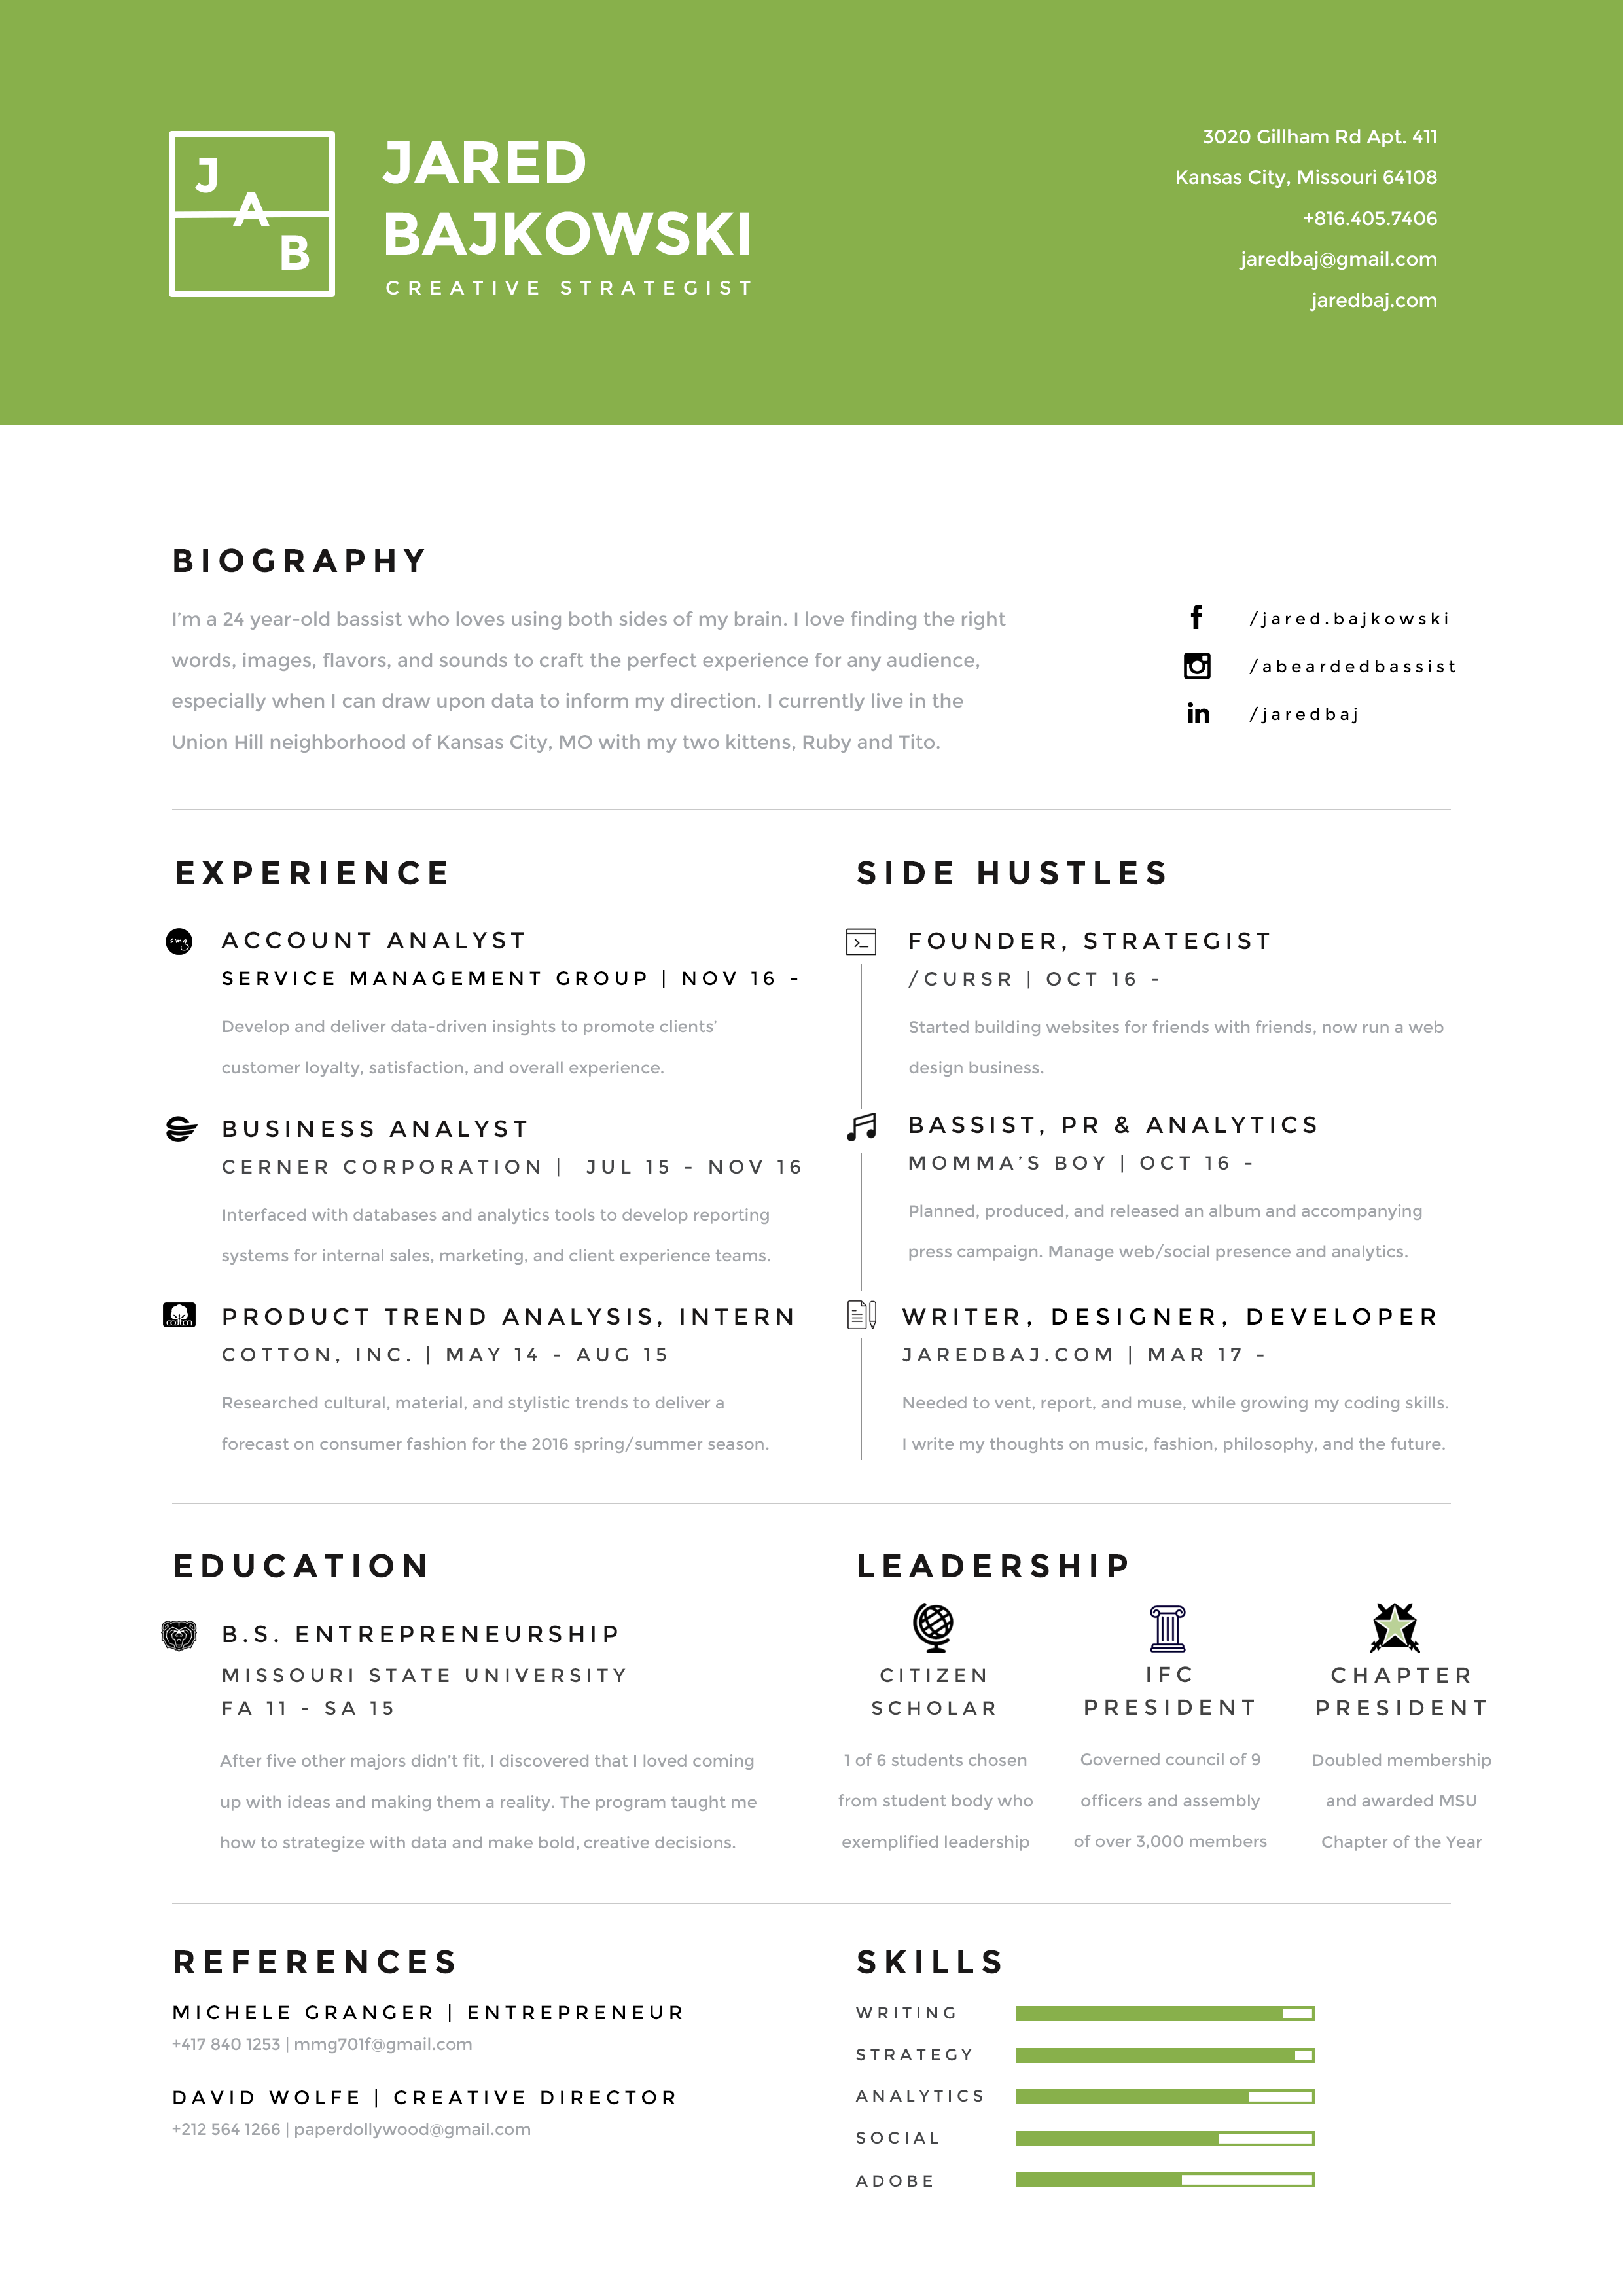 J
A
B
JARED
BAJKOWSKI
CREATIVE STRATEGIST
3020 Gillham Rd Apt. 411
Kansas City, Missouri 64108
+816.405.7406
jaredbaj@gmail.com
jaredbaj.com
BIOGRAPHY
I'm a 24 year-old bassist who loves using both sides of my brain. I love finding the right
words, images, flavors, and sounds to craft the perfect experience for any audience,
especially when I can draw upon data to inform my direction. I currently live in the
Union Hill neighborhood of Kansas City, MO with my two kittens, Ruby and Tito.
f /jared.bajkowski
/abeardedbassist
in /jaredbaj
EXPERIENCE
smg ACCOUNT ANALYST
SERVICE MANAGEMENT GROUP | NOV 16 -
Develop and deliver data-driven insights to promote clients'
customer loyalty, satisfaction, and overall experience.
BUSINESS ANALYST
CERNER CORPORATION | JUL 15 - NOV 16
Interfaced with databases and analytics tools to develop reporting
systems for internal sales, marketing, and client experience teams.
cotton PRODUCT TREND ANALYSIS, INTERN
COTTON, INC. | MAY 14 - AUG 15
Researched cultural, material, and stylistic trends to deliver a
forecast on consumer fashion for the 2016 spring/summer season.
SIDE HUSTLES
FOUNDER, STRATEGIST
/CURSR | OCT 16 -
Started building websites for friends with friends, now run a web
design business.
BASSIST, PR & ANALYTICS
MOMMA'S BOY | OCT 16 -
Planned, produced, and released an album and accompanying
press campaign. Manage web/social presence and analytics.
WRITER, DESIGNER, DEVELOPER
JAREDBAJ.COM | MAR 17 -
Needed to vent, report, and muse, while growing my coding skills.
I write my thoughts on music, fashion, philosophy, and the future.
EDUCATION
B.S. ENTREPRENEURSHIP
MISSOURI STATE UNIVERSITY
FA 11 - SA 15
After five other majors didn't fit, I discovered that I loved coming
up with ideas and making them a reality. The program taught me
how to strategize with data and make bold, creative decisions.
LEADERSHIP
CITIZEN
SCHOLAR
1 of 6 students chosen
from student body who
exemplified leadership
IFC
PRESIDENT
Governed council of 9
officers and assembly
of over 3,000 members
CHAPTER
PRESIDENT
Doubled membership
and awarded MSU
Chapter of the Year
REFERENCES
MICHELE GRANGER | ENTREPRENEUR
+417 840 1253 | mmg701f@gmail.com
DAVID WOLFE | CREATIVE DIRECTOR
+212 564 1266 | paperdollywood@gmail.com
SKILLS
WRITING
STRATEGY
ANALYTICS
SOCIAL
ADOBE